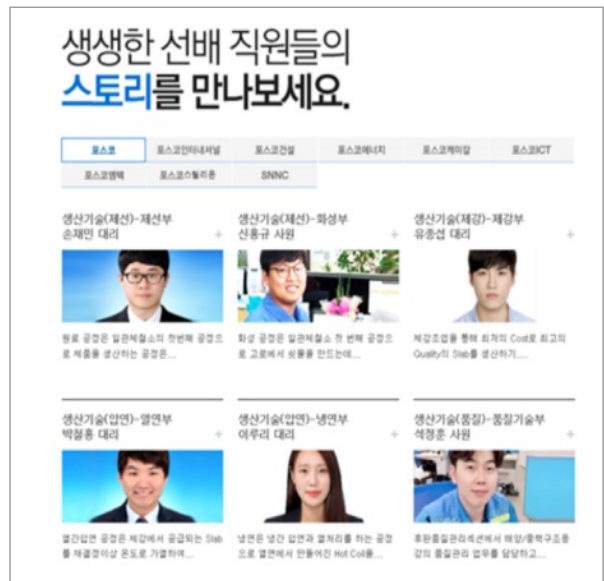 생생한 선배 직원들의
스토리를 만나보세요.
포스코 포스코인터내셔널 포스코건설 포스코에너지 포스코케미칼 포스코ICT
포스코엠텍 포스코스틸리온 SNNC
생산기술(제선)-제선부
손재민 대리
원료 공정은 일관제철소의 첫번째 공정으
로 제품을 생산하는 공정은...
생산기술(제선)-화성부
신홍규 사원
화성 공정은 일관제철소 첫 번째 공정으
로 고로에서 쇳물을 만드는데...
생산기술(제강)-제강부
유종섭 대리
제강조업을 통해 최저의 Cost로 최고의
Quality의 Slab를 생산하기....
생산기술(압연)-열연부
박철홍 대리
열간압연 공정은 제강에서 공급되는 Slab
를 재결정이상 온도로 가열하여...
생산기술(압연)-냉연부
이루리 대리
냉연은 냉간 압연과 열처리를 하는 공정
으로 열연에서 만들어진 Hot Coil을...
생산기술(품질)-품질기술부
석정훈 사원
후판품질관리섹션에서 해양/중력구조용
강의 품질관리 업무를 담당하고...